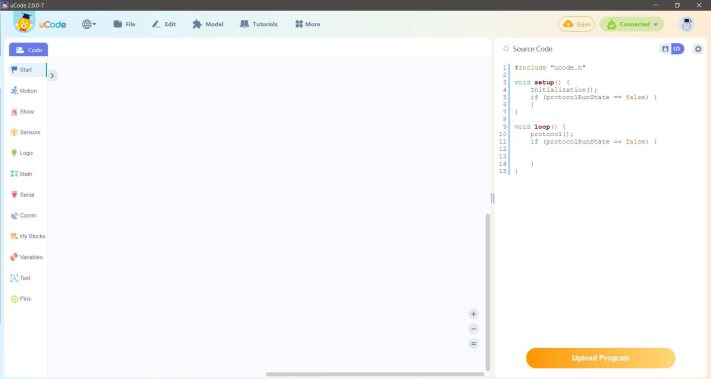 uCode 2.0.0-7
uCode
File
Edit
Model
Tutorials
More
Save
Connected
Code
Start
Motion
Show
Sensors
Logic
Math
Serial
Comm
My Blocks
Variables
Text
Pins
Source Code
1 #include "ucode.h"
2
3 void setup() {
4 Initialization();
5 if (protocolRunState == false) {
6 }
7 }
8
9 void loop() {
10 protocol();
11 if (protocolRunState == false) {
12
13
14 }
15 }
Upload Program